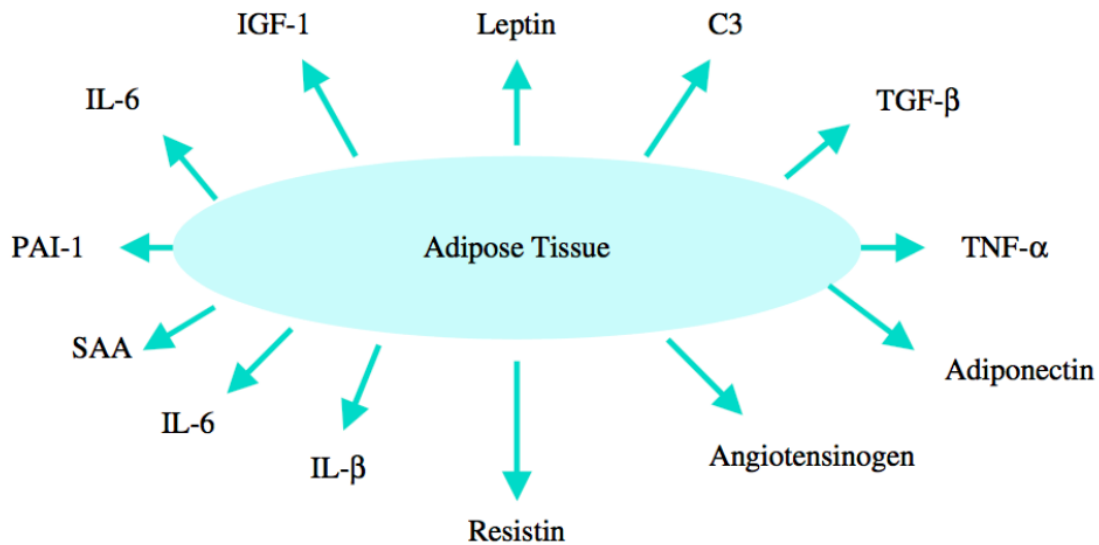 IGF-1
Leptin
C3
IL-6
TGF-β
PAI-1
Adipose Tissue
TNF-α
SAA
Adiponectin
IL-6
IL-β
Angiotensinogen
Resistin